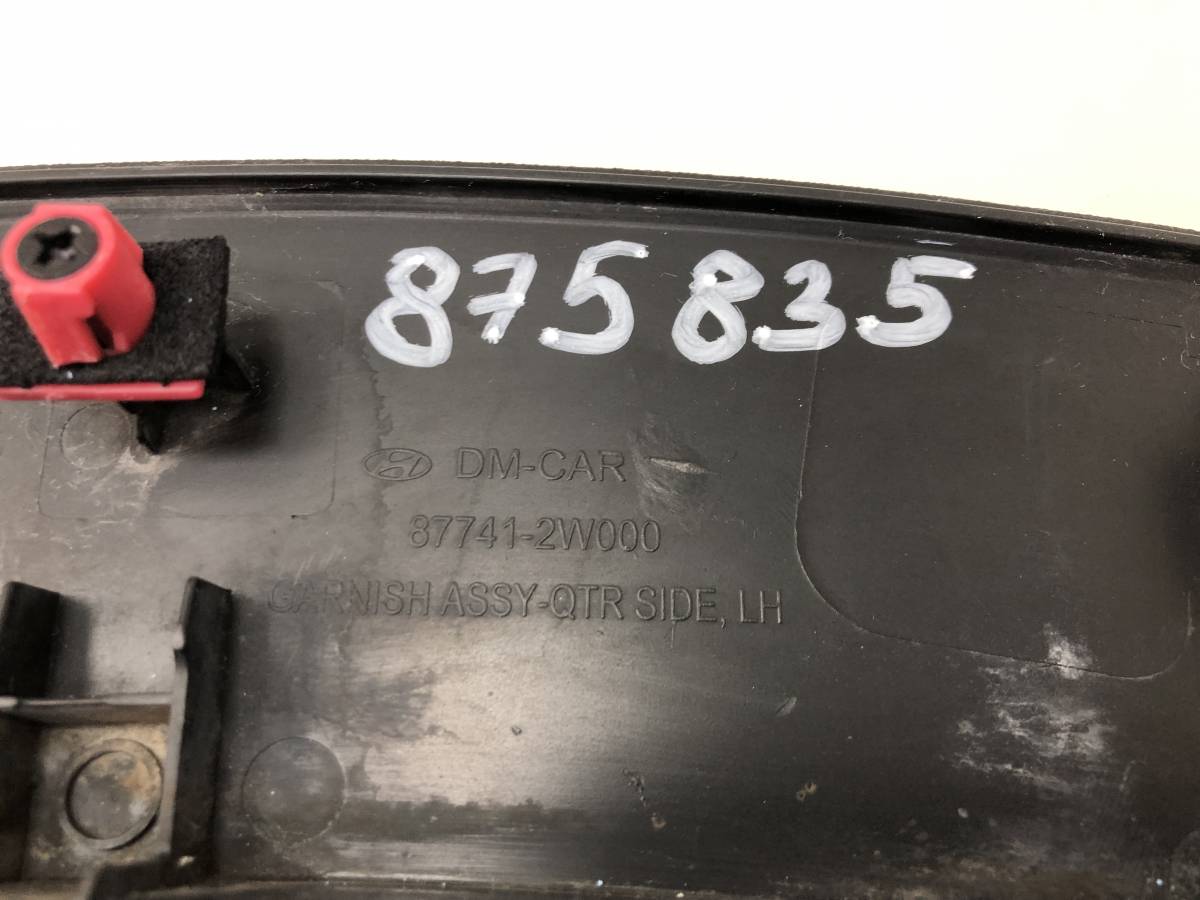 875835
DM-CAR
87741-2W000
GARNISH ASSY-QTR SIDE, LH